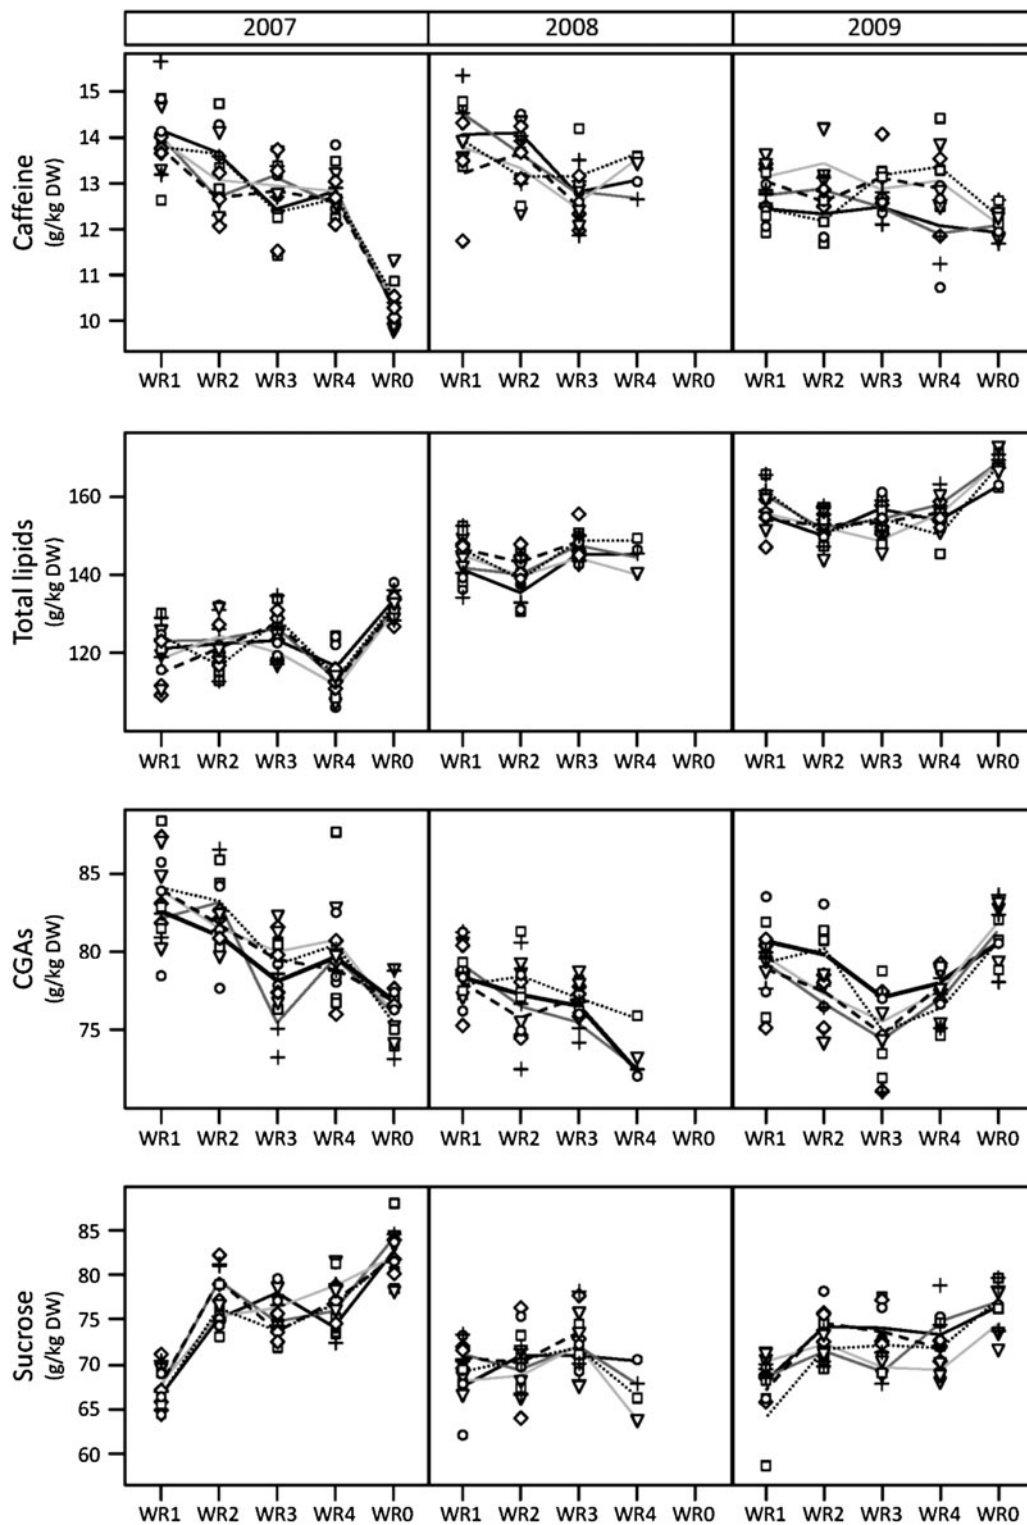 2007 2008 2009
Caffeine
(g/kg DW)
15
14
13
12
11
10
WR1 WR2 WR3 WR4 WR0 WR1 WR2 WR3 WR4 WR0 WR1 WR2 WR3 WR4 WR0
Total lipids
(g/kg DW)
160
140
120
WR1 WR2 WR3 WR4 WR0 WR1 WR2 WR3 WR4 WR0 WR1 WR2 WR3 WR4 WR0
CGAs
(g/kg DW)
85
80
75
WR1 WR2 WR3 WR4 WR0 WR1 WR2 WR3 WR4 WR0 WR1 WR2 WR3 WR4 WR0
Sucrose
(g/kg DW)
85
80
75
70
65
60
WR1 WR2 WR3 WR4 WR0 WR1 WR2 WR3 WR4 WR0 WR1 WR2 WR3 WR4 WR0